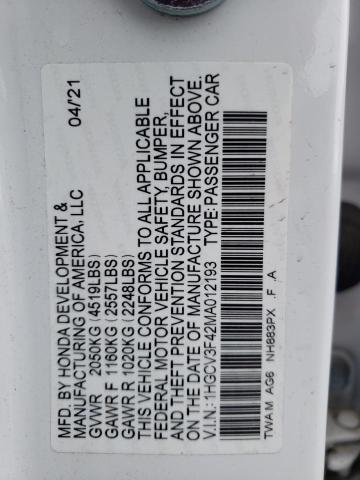 MFD. BY HONDA DEVELOPMENT & 04/'21
MANUFACTURING OF AMERICA, LLC
GVWR 2050KG (4519LBS)
GAWR F 1160KG (2557LBS)
GAWR R 1020KG (2248LBS)
THIS VEHICLE CONFORMS TO ALL APPLICABLE
FEDERAL MOTOR VEHICLE SAFETY, BUMPER,
AND THEFT PREVENTION STANDARDS IN EFFECT
ON THE DATE OF MANUFACTURE SHOWN ABOVE.
V.I.N.:1HGCV3F42MA012193 TYPE:PASSENGER CAR
TWA M AG6 NH883PX .F .A